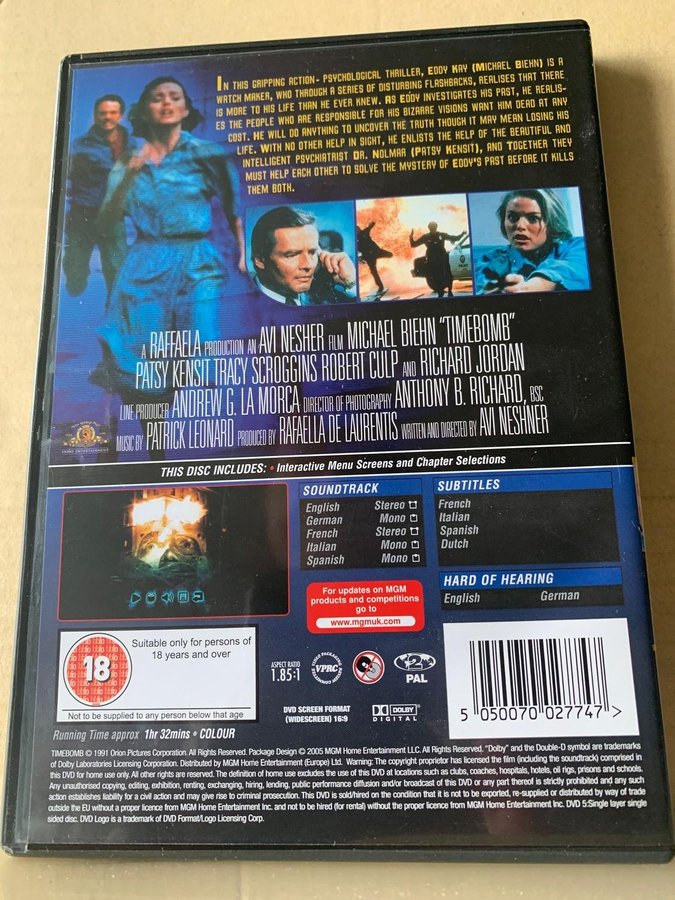 In this gripping action- psychological thriller, Eddy Kay (Michael Biehn) is a
watch maker, who through a series of disturbing flashbacks, realises that there
is more to his life than he ever knew. As Eddy investigates his past, he realis-
es the people who are responsible for his bizarre visions want him dead at any
cost. He will do anything to uncover the truth though it may mean losing his
life. With no other help in sight, he enlists the help of the beautiful and
intelligent psychiatrist Dr. Nolmar (Patsy Kensit), and together they
must help each other to solve the mystery of Eddy's past before it kills
them both.
A RAFFAELA PRODUCTION AN AVI NESHER FILM MICHAEL BIEHN "TIMEBOMB"
PATSY KENSIT TRACY SCROGGINS ROBERT CULP AND RICHARD JORDAN
LINE PRODUCER ANDREW G. LA MORCA DIRECTOR OF PHOTOGRAPHY ANTHONY B. RICHARD, BSC
MUSIC BY PATRICK LEONARD PRODUCED BY RAFAELLA DE LAURENTIS WRITTEN AND DIRECTED BY AVI NESHNER
HOME ENTERTAINMENT
THIS DISC INCLUDES: • Interactive Menu Screens and Chapter Selections
SOUNDTRACK
English Stereo
German Mono
French Stereo
Italian Mono
Spanish Mono
SUBTITLES
French
Italian
Spanish
Dutch
HARD OF HEARING
English German
For updates on MGM
products and competitions
go to
www.mgmuk.com
18
Suitable only for persons of
18 years and over
Not to be supplied to any person below that age
ASPECT RATIO
1.85:1
VPRC
2
PAL
DVD SCREEN FORMAT
(WIDESCREEN) 16:9
DOLBY
DIGITAL
5 050070 027747 >
Running Time approx 1hr 32mins • COLOUR
TIMEBOMB © 1991 Orion Pictures Corporation. All Rights Reserved. Package Design © 2005 MGM Home Entertainment LLC. All Rights Reserved. "Dolby" and the Double-D symbol are trademarks
of Dolby Laboratories Licensing Corporation. Distributed by MGM Home Entertainment (Europe) Ltd. Warning: The copyright proprietor has licensed the film (including the soundtrack) comprised in
this DVD for home use only. All other rights are reserved. The definition of home use excludes the use of this DVD at locations such as clubs, coaches, hospitals, hotels, oil rigs, prisons and schools.
Any unauthorised copying, editing, exhibition, renting, exchanging, hiring, lending, public performance diffusion and/or broadcast of this DVD or any part thereof is strictly prohibited and any such
action establishes liability for a civil action and may give rise to criminal prosecution. This DVD is sold/hired on the condition that it is not to be exported, re-supplied or distributed by way of trade
outside the EU without a proper licence from MGM Home Entertainment Inc. and not to be hired (for rental) without the proper licence from MGM Home Entertainment Inc. DVD 5:Single layer single
sided disc. DVD Logo is a trademark of DVD Format/Logo Licensing Corp.